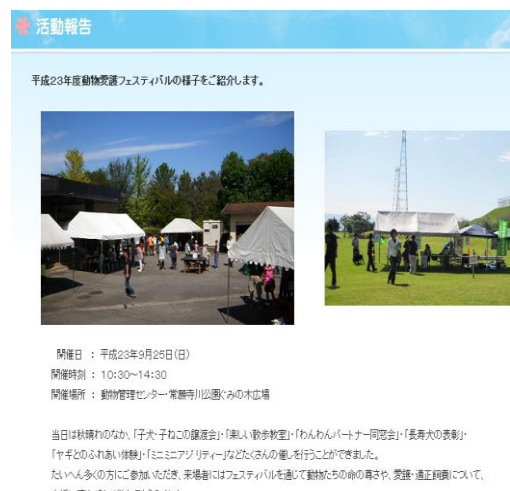 活動報告
平成23年度動物愛護フェスティバルの様子をご紹介します。
開催日 ： 平成23年9月25日(日)
開催時刻 ： 10:30～14:30
開催場所 ： 動物管理センター・常願寺川公園ぐみの木広場
当日は秋晴れのなか、「子犬・子ねこの譲渡会」・「楽しい散歩教室」・「わんわんパートナー同窓会」・「長寿犬の表彰」・
「ヤギとのふれあい体験」・「ミニミニアジリティー」などたくさんの催しを行うことができました。
たいへん多くの方にご参加いただき、来場者にはフェスティバルを通じて動物たちの命の尊さや、愛護・適正飼養について、